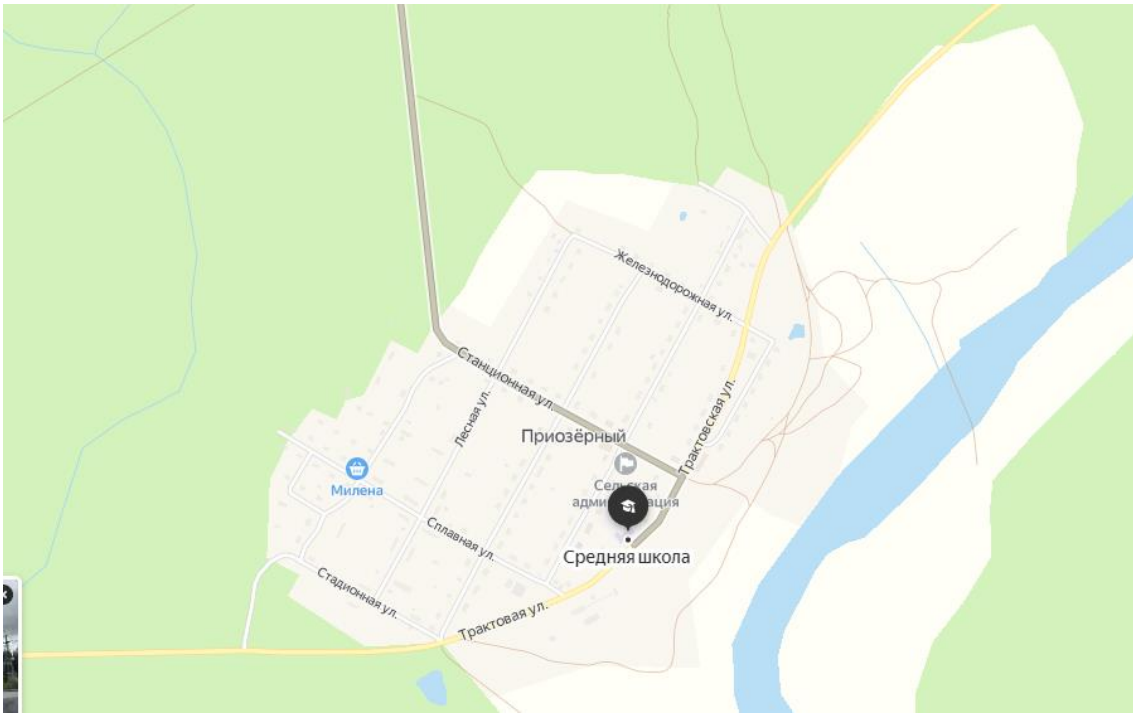 Железнодорожная ул.
Станционная ул.
Лесная ул.
Трактовская ул.
Приозёрный
Милена
Сельская
администрация
Сплавная ул.
Средняя школа
Стадионная ул.
Трактовая ул.